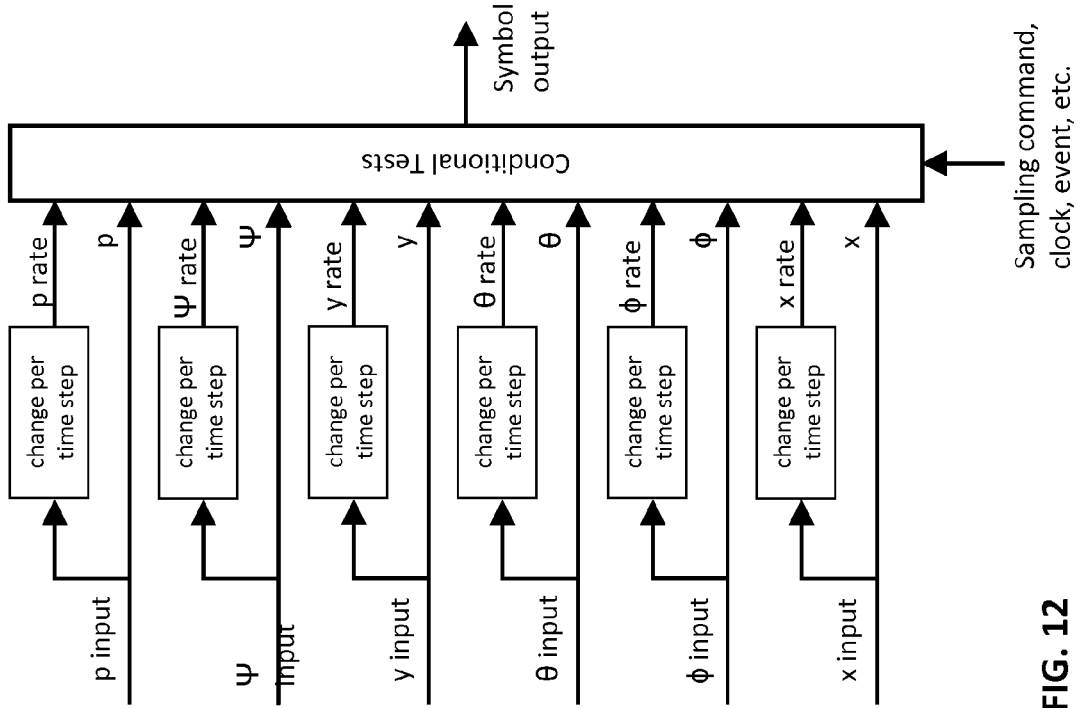 p input
change per
time step
p rate
p
Ψ
input
change per
time step
Ψ rate
Ψ
y input
change per
time step
y rate
y
θ input
change per
time step
θ rate
θ
ϕ input
change per
time step
ϕ rate
ϕ
x input
change per
time step
x rate
x
Conditional Tests
Symbol
output
Sampling command,
clock, event, etc.
FIG. 12